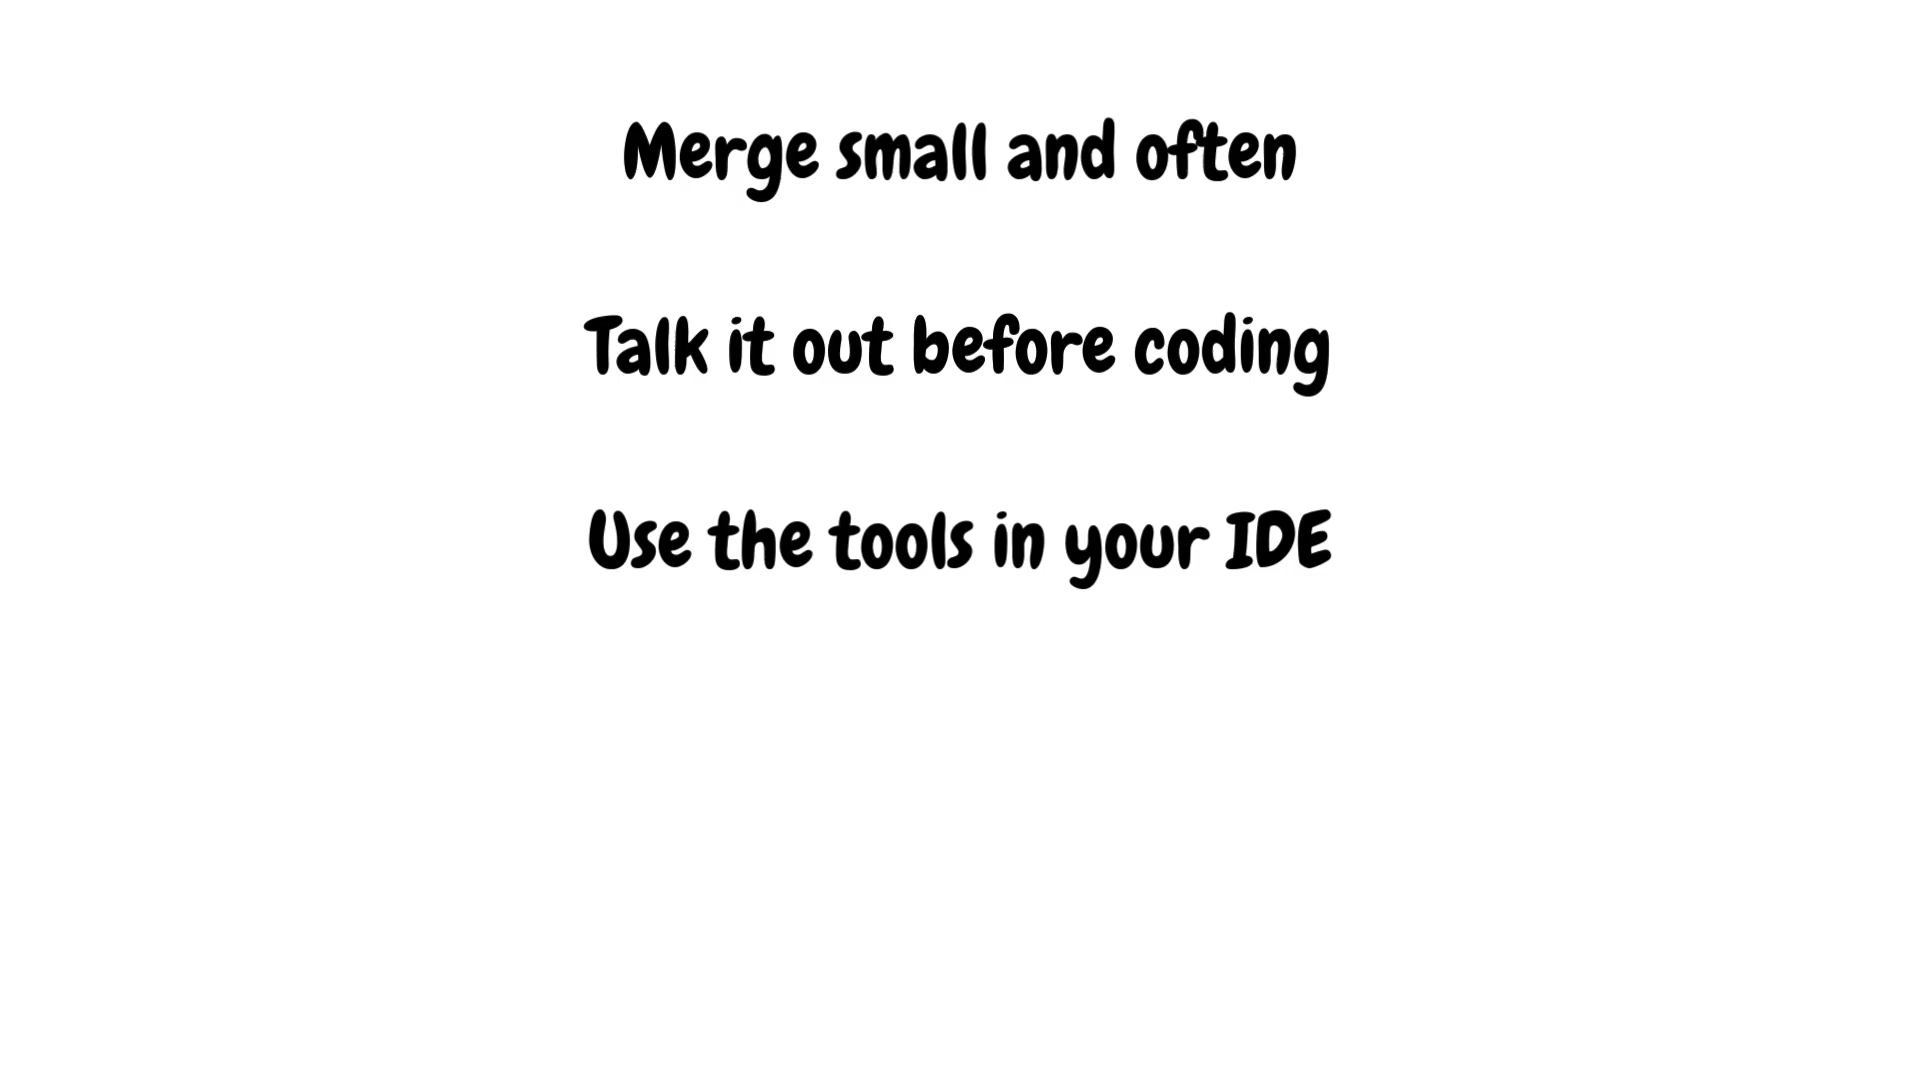 Merge small and often
Talk it out before coding
Use the tools in your IDE